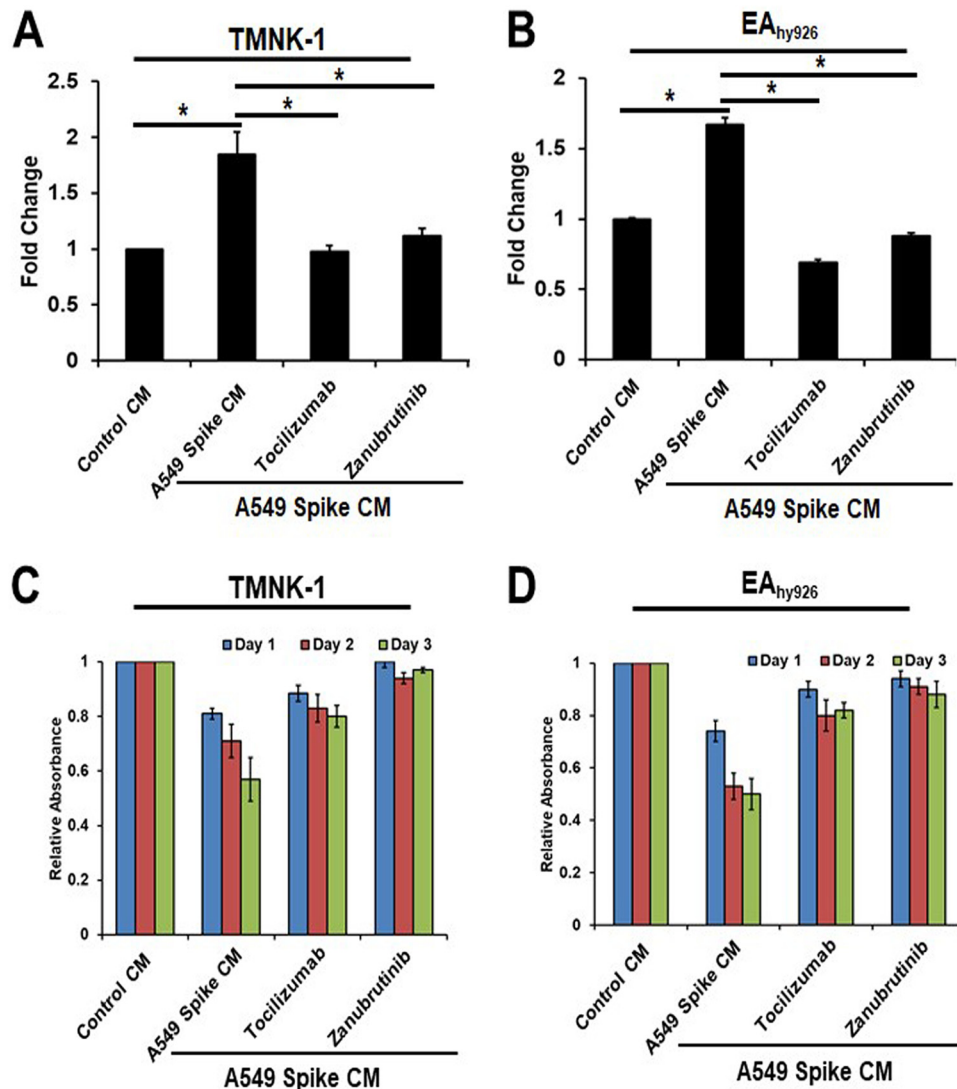 A
TMNK-1
Fold Change
2.5
2
1.5
1
0.5
0
*
*
*
Control CM
A549 Spike CM
Tocilizumab
Zanubrutinib
A549 Spike CM
B
EAhy926
Fold Change
2
1.5
1
0.5
0
*
*
*
Control CM
A549 Spike CM
Tocilizumab
Zanubrutinib
A549 Spike CM
C
TMNK-1
Day 1 Day 2 Day 3
Relative Absorbance
1
0.8
0.6
0.4
0.2
0
Control CM
A549 Spike CM
Tocilizumab
Zanubrutinib
A549 Spike CM
D
EAhy926
Day 1 Day 2 Day 3
Relative Absorbance
1
0.8
0.6
0.4
0.2
0
Control CM
A549 Spike CM
Tocilizumab
Zanubrutinib
A549 Spike CM